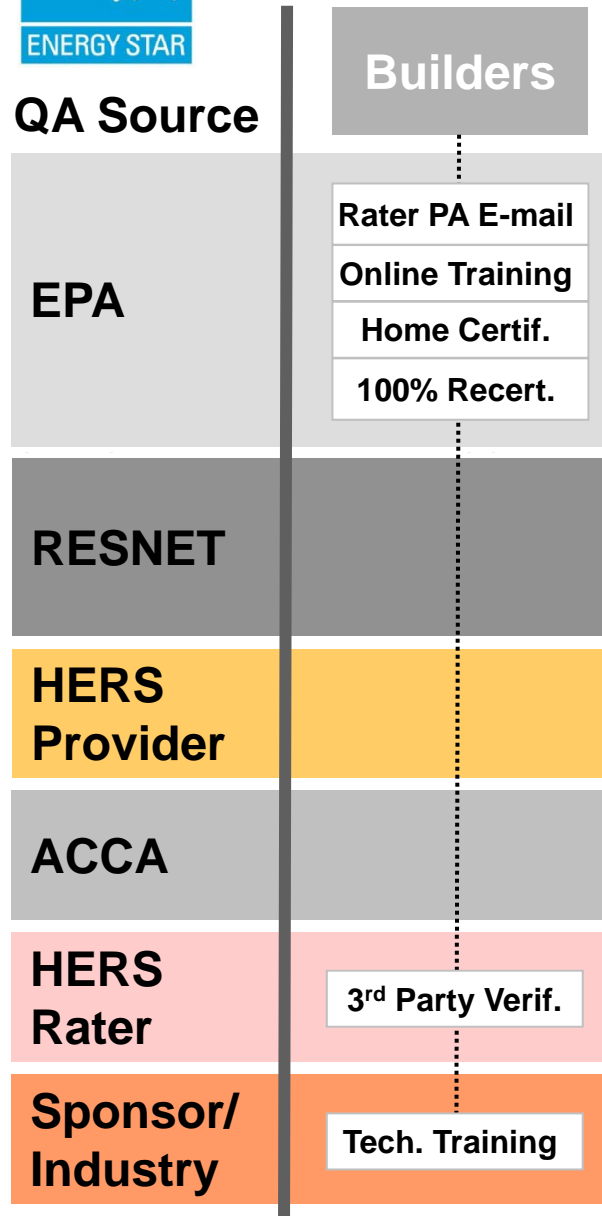 ENERGY STAR
QA Source
Builders
EPA
Rater PA E-mail
Online Training
Home Certif.
100% Recert.
RESNET
HERS
Provider
ACCA
HERS
Rater
3rd Party Verif.
Sponsor/
Industry
Tech. Training